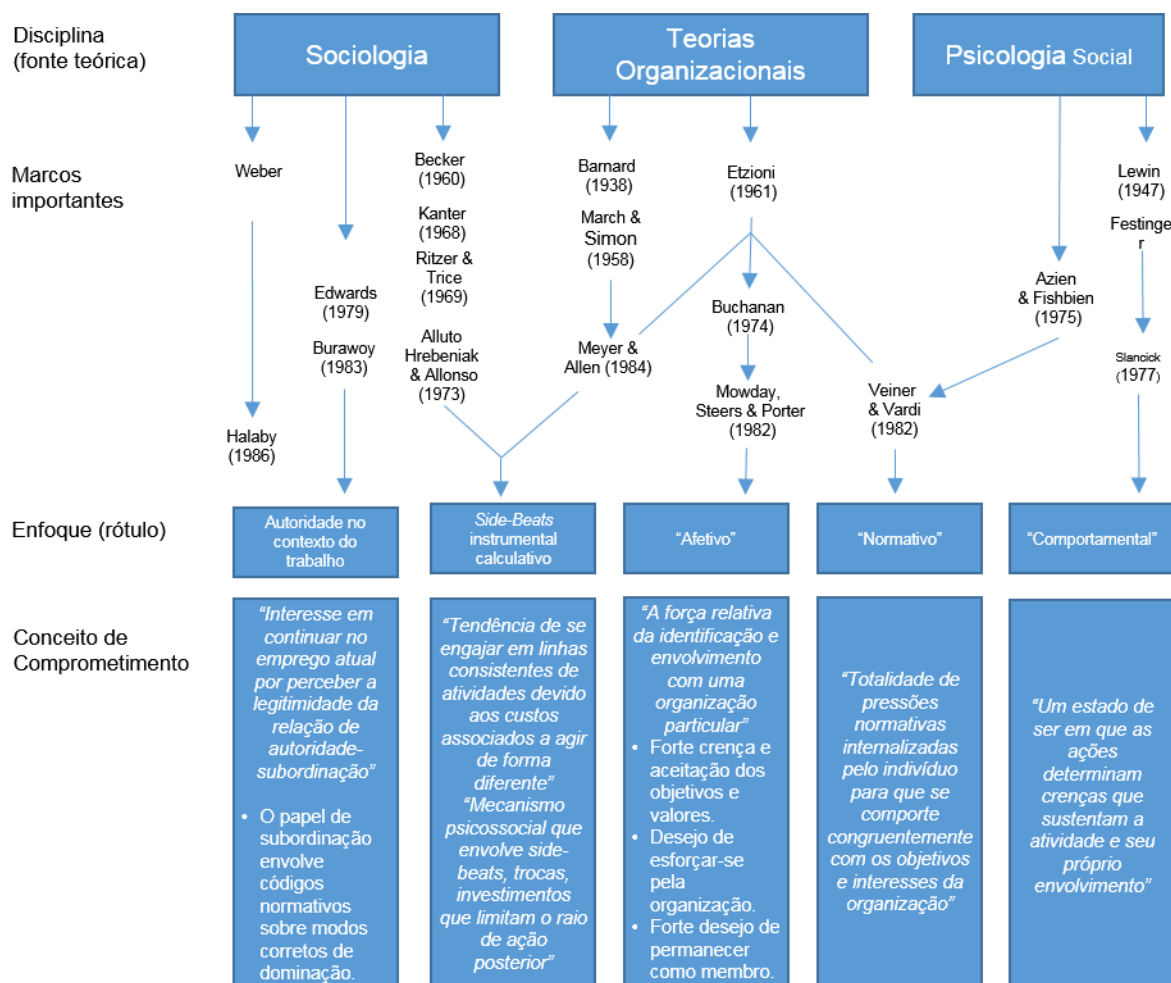 Disciplina
(fonte teórica)
Sociologia
Teorias
Organizacionais
Psicologia Social
Marcos
importantes
Weber
Becker
(1960)
Kanter
(1968)
Ritzer &
Trice
(1969)
Edwards
(1979)
Burawoy
(1983)
Alluto
Hrebeniak
& Allonso
(1973)
Halaby
(1986)
Barnard
(1938)
March &
Simon
(1958)
Meyer &
Allen (1984)
Etzioni
(1961)
Buchanan
(1974)
Mowday,
Steers & Porter
(1982)
Veiner
& Vardi
(1982)
Azien
& Fishbien
(1975)
Lewin
(1947)
Festinge
r
Slancick
(1977)
Enfoque (rótulo)
Autoridade no
contexto do
trabalho
Side-Beats
instrumental
calculativo
“Afetivo”
“Normativo”
“Comportamental”
Conceito de
Comprometimento
“Interesse em
continuar no
emprego atual
por perceber a
legitimidade da
relação de
autoridade-
subordinação”
• O papel de
subordinação
envolve
códigos
normativos
sobre modos
corretos de
dominação.
“Tendência de se
engajar em linhas
consistentes de
atividades devido
aos custos
associados a agir
de forma
diferente”
“Mecanismo
psicossocial que
envolve side-
beats, trocas,
investimentos
que limitam o raio
de ação
posterior”
“A força relativa
da identificação e
envolvimento
com uma
organização
particular”
• Forte crença e
aceitação dos
objetivos e
valores.
• Desejo de
esforçar-se
pela
organização.
• Forte desejo de
permanecer
como membro.
“Totalidade de
pressões
normativas
internalizadas
pelo indivíduo
para que se
comporte
congruentemente
com os objetivos
e interesses da
organização”
“Um estado de
ser em que as
ações
determinam
crenças que
sustentam a
atividade e seu
próprio
envolvimento”